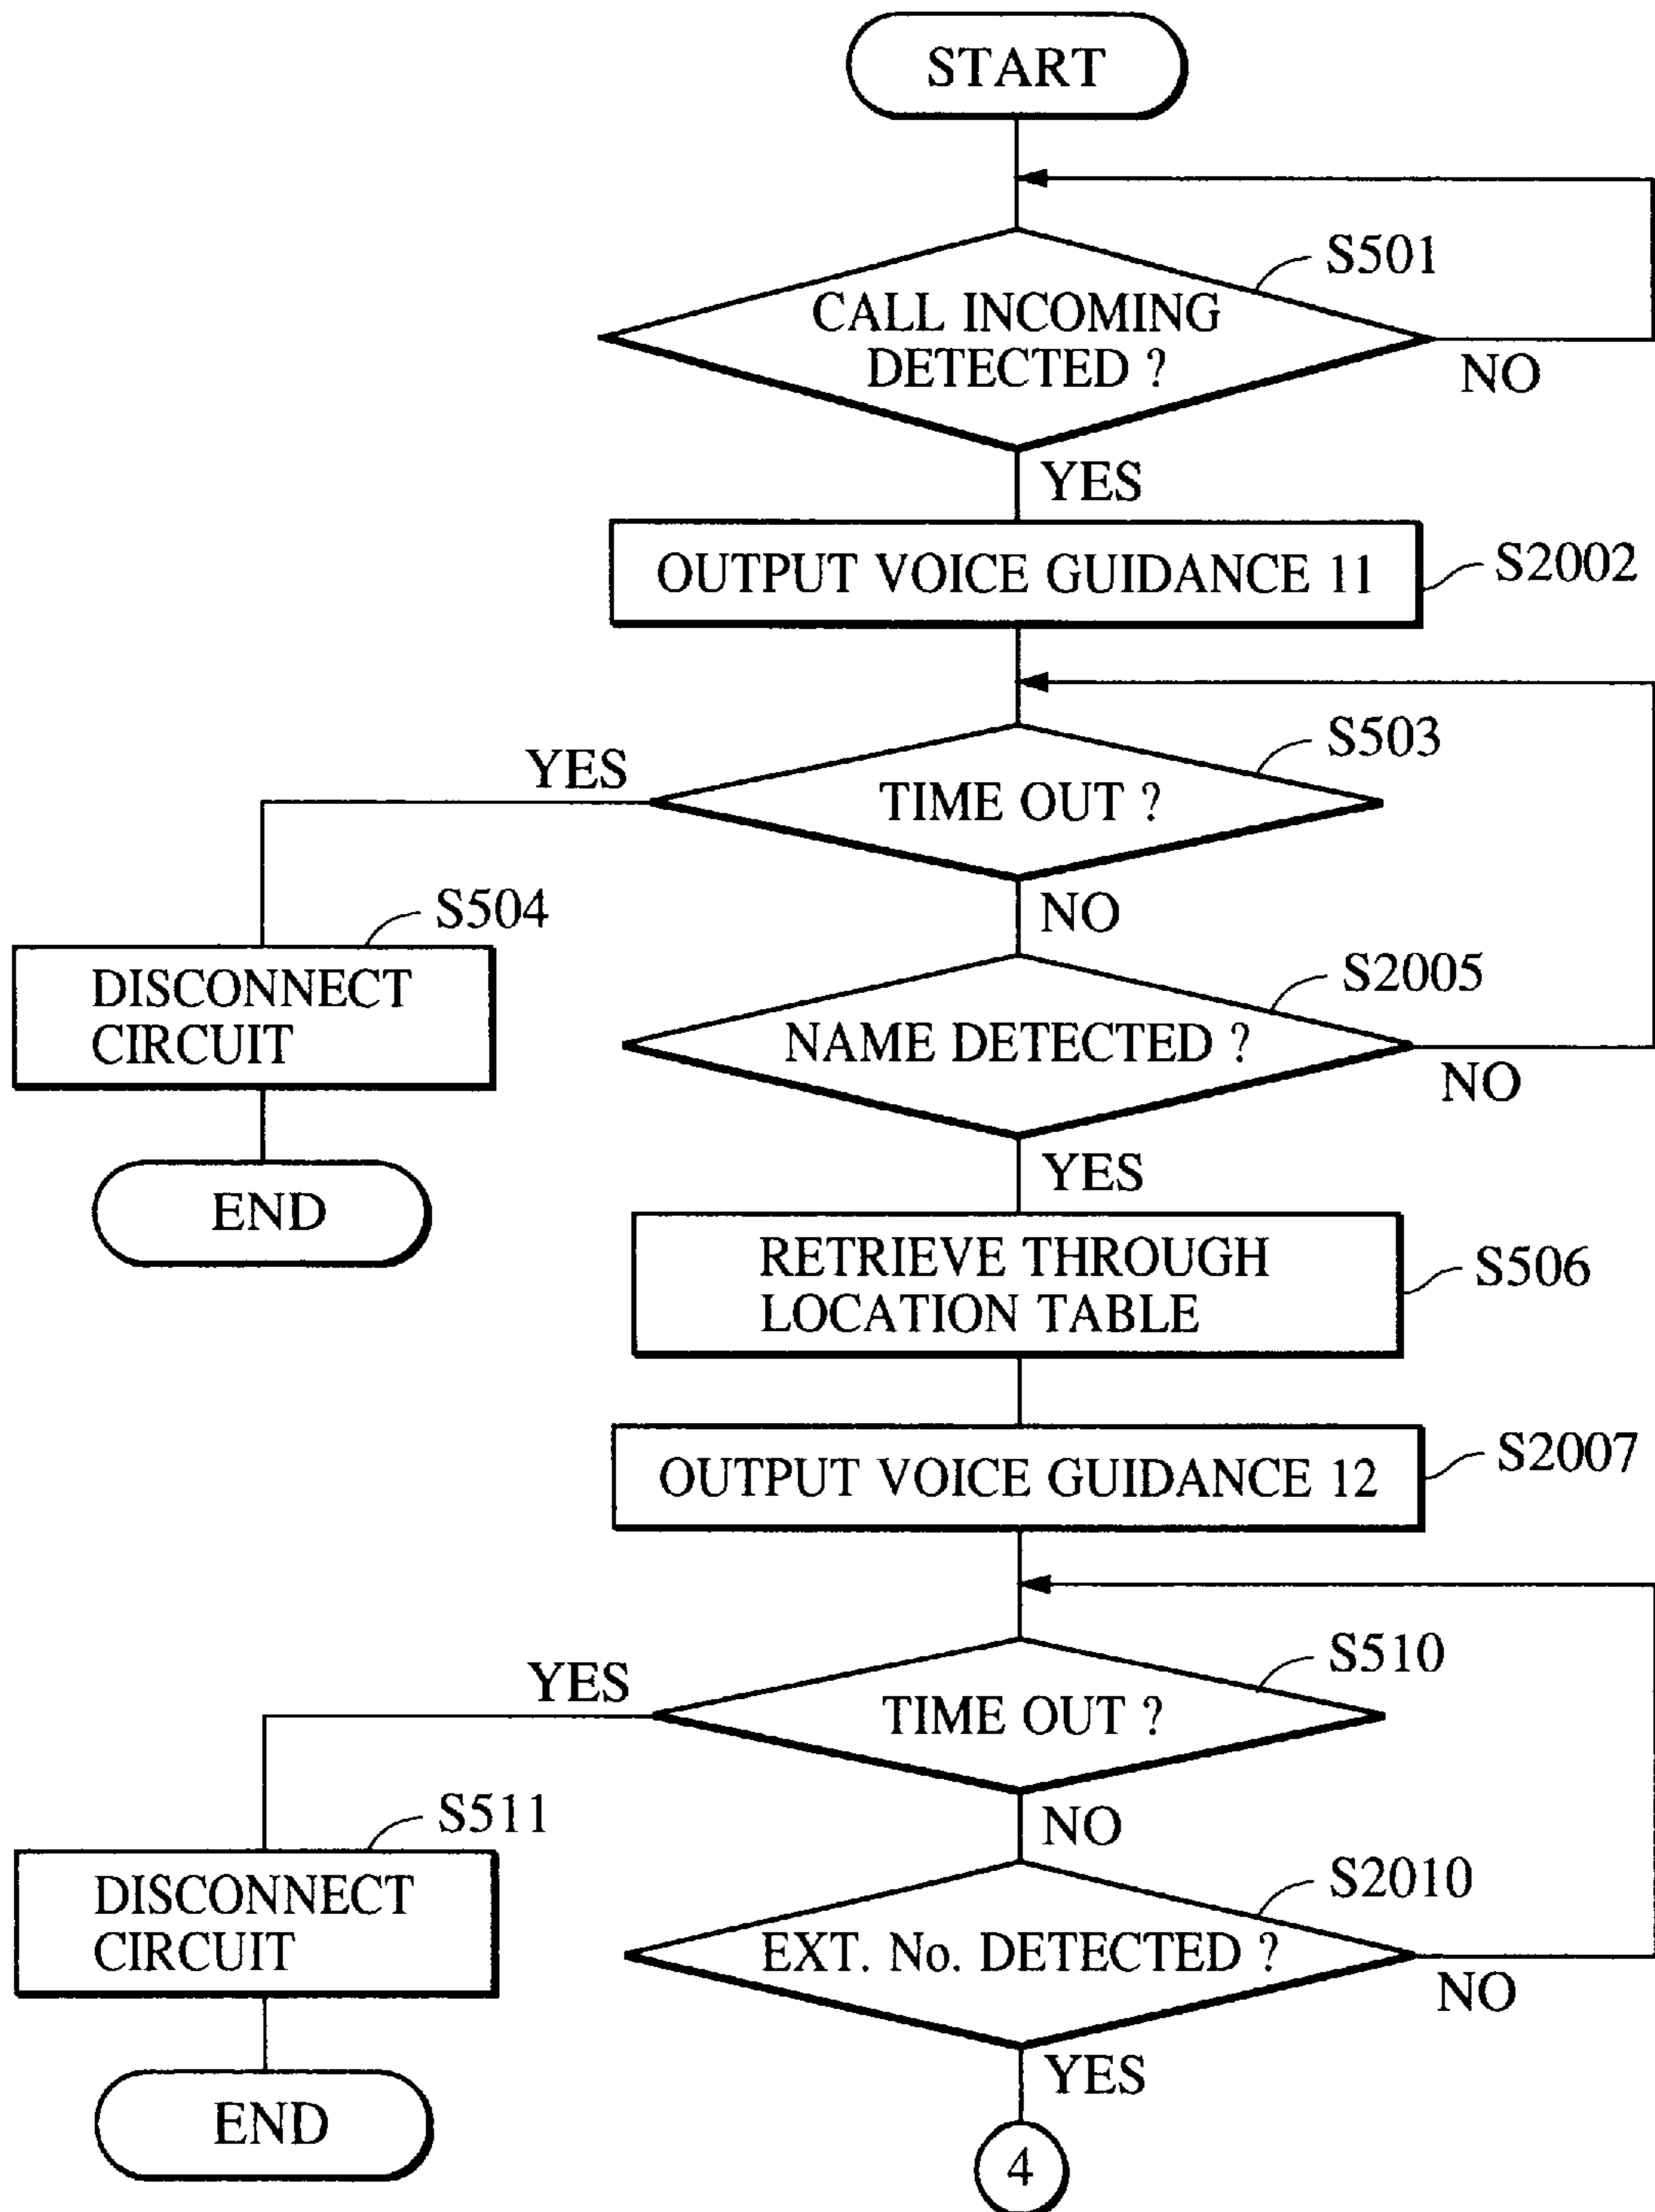 START
S501
CALL INCOMING
DETECTED ?
NO
YES
OUTPUT VOICE GUIDANCE 11
S2002
S503
YES
TIME OUT ?
NO
S504
DISCONNECT
CIRCUIT
END
S2005
NAME DETECTED ?
NO
YES
RETRIEVE THROUGH
LOCATION TABLE
S506
OUTPUT VOICE GUIDANCE 12
S2007
S510
YES
TIME OUT ?
NO
S511
DISCONNECT
CIRCUIT
END
S2010
EXT. No. DETECTED ?
NO
YES
4